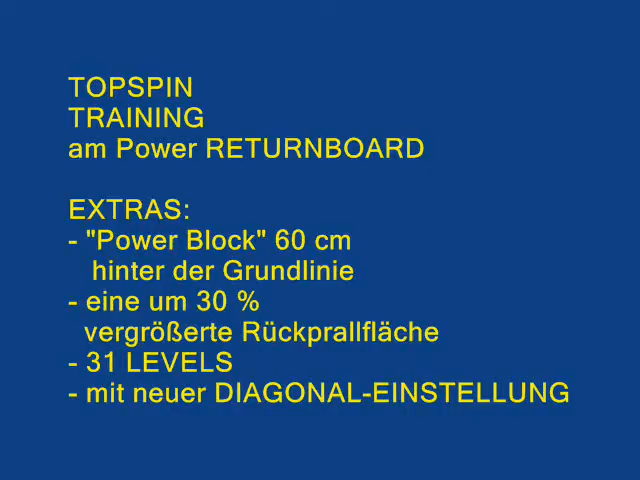 TOPSPIN
TRAINING
am Power RETURNBOARD
EXTRAS:
- "Power Block" 60 cm
hinter der Grundlinie
- eine um 30 %
vergrößerte Rückprallfläche
- 31 LEVELS
- mit neuer DIAGONAL-EINSTELLUNG